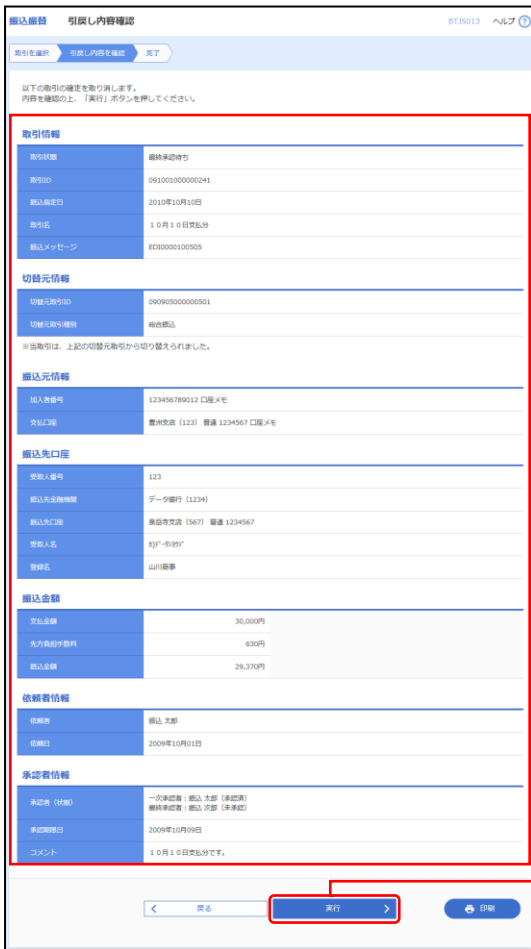 振込振替 引戻し内容確認 BTJS013 ヘルプ ?
取引を選択 引戻し内容を確認 完了
以下の取引の確定を取り消します。
内容を確認の上、「実行」ボタンを押してください。
取引情報
取引状態 最終承認待ち
取引ID 091001000000241
振込指定日 2010年10月10日
取引名 １０月１０日支払分
振込メッセージ EDI0000100505
切替元情報
切替元取引ID 090905000000501
切替元取引種別 総合振込
※当取引は、上記の切替元取引から切り替えられました。
振込元情報
加入者番号 123456789012 口座メモ
支払口座 豊洲支店（123） 普通 1234567 口座メモ
振込先口座
受取人番号 123
振込先金融機関 データ銀行（1234）
振込先口座 泉岳寺支店（567） 普通 1234567
受取人名
登録名 山川商事
振込金額
支払金額 30,000円
先方負担手数料 630円
振込金額 29,370円
依頼者情報
依頼者 振込 太郎
依頼日 2009年10月01日
承認者情報
承認者（状態） 一次承認者：振込 太郎（承認済）
最終承認者：振込 次郎（未承認）
承認期限日 2009年10月09日
コメント １０月１０日支払分です。
戻る 実行 印刷